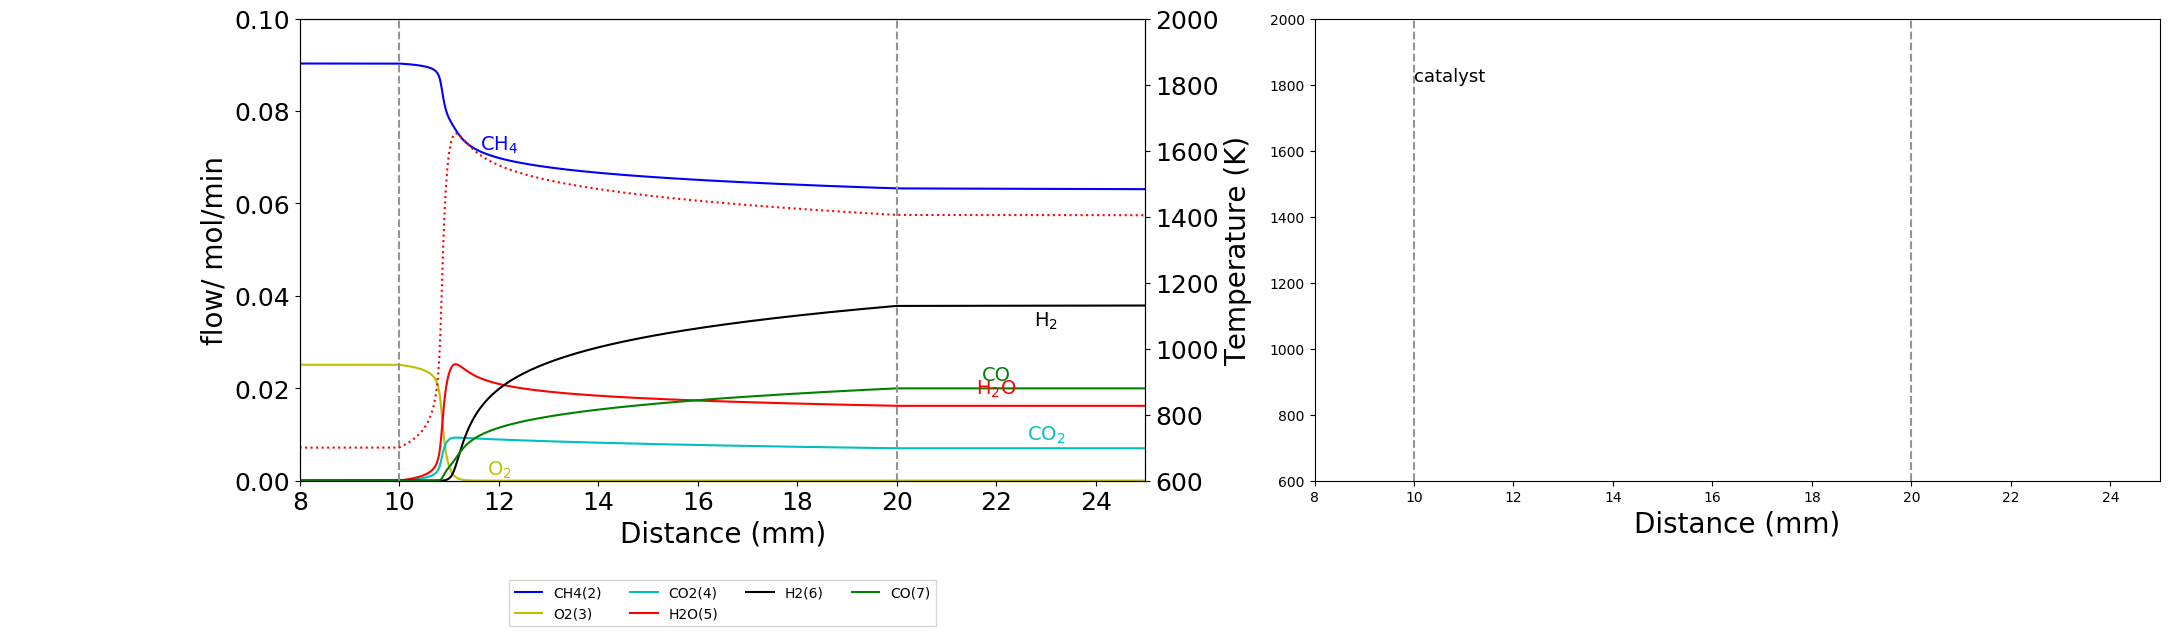 0.10
0.08
0.06
0.04
0.02
0.00
flow/ mol/min
8 10 12 14 16 18 20 22 24
Distance (mm)
2000
1800
1600
1400
1200
1000
800
600
Temperature (K)
CH₄
H₂
CO
H₂O
CO₂
O₂
CH4(2) CO2(4) H2(6) CO(7)
O2(3) H2O(5)
2000
1800
1600
1400
1200
1000
800
600
catalyst
8 10 12 14 16 18 20 22 24
Distance (mm)